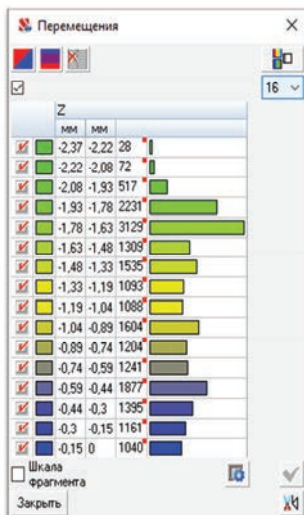 Перемещения
16
Z
мм мм
-2,37 -2,22 28
-2,22 -2,08 72
-2,08 -1,93 517
-1,93 -1,78 2231
-1,78 -1,63 3129
-1,63 -1,48 1309
-1,48 -1,33 1535
-1,33 -1,19 1093
-1,19 -1,04 1088
-1,04 -0,89 1604
-0,89 -0,74 1204
-0,74 -0,59 1241
-0,59 -0,44 1877
-0,44 -0,3 1395
-0,3 -0,15 1161
-0,15 0 1040
Шкала
фрагмента
Закрыть